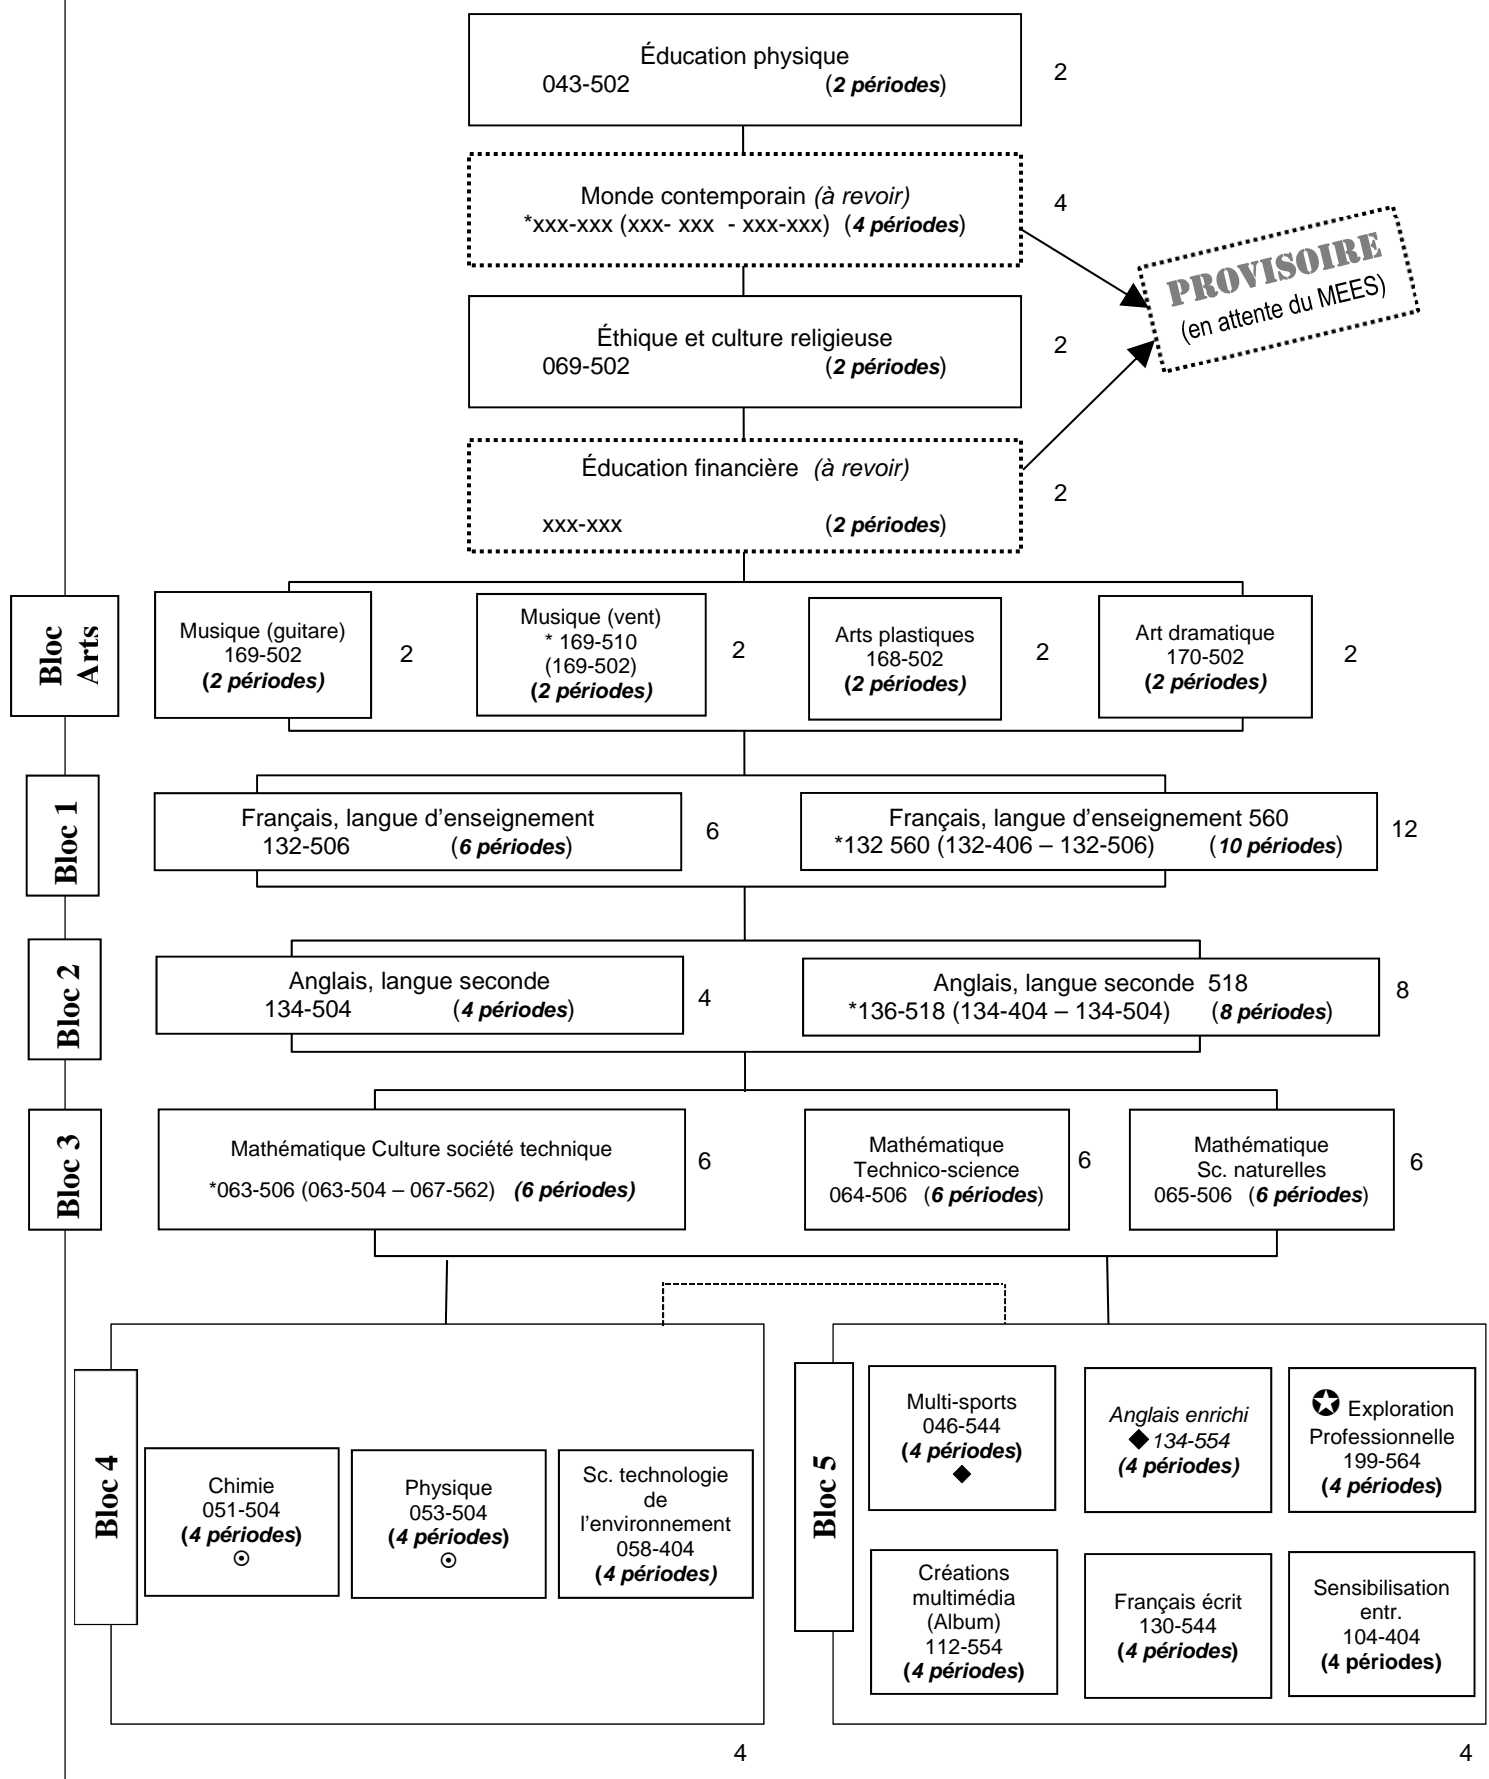 Éducation physique
043-502 (2 périodes)
2
Monde contemporain (à revoir)
*xxx-xxx (xxx- xxx - xxx-xxx) (4 périodes)
4
PROVISOIRE
(en attente du MEES)
Éthique et culture religieuse
069-502 (2 périodes)
2
Éducation financière (à revoir)
xxx-xxx (2 périodes)
2
Bloc
Arts
Musique (guitare)
169-502
(2 périodes)
2
Musique (vent)
* 169-510
(169-502)
(2 périodes)
2
Arts plastiques
168-502
(2 périodes)
2
Art dramatique
170-502
(2 périodes)
2
Bloc 1
Français, langue d’enseignement
132-506 (6 périodes)
6
Français, langue d’enseignement 560
*132 560 (132-406 – 132-506) (10 périodes)
12
Bloc 2
Anglais, langue seconde
134-504 (4 périodes)
4
Anglais, langue seconde 518
*136-518 (134-404 – 134-504) (8 périodes)
8
Bloc 3
Mathématique Culture société technique
*063-506 (063-504 – 067-562) (6 périodes)
6
Mathématique
Technico-science
064-506 (6 périodes)
6
Mathématique
Sc. naturelles
065-506 (6 périodes)
6
Bloc 4
Chimie
051-504
(4 périodes)
☉
Physique
053-504
(4 périodes)
☉
Sc. technologie
de
l’environnement
058-404
(4 périodes)
4
Bloc 5
Multi-sports
046-544
(4 périodes)
◆
Anglais enrichi
◆ 134-554
(4 périodes)
✪ Exploration
Professionnelle
199-564
(4 périodes)
Créations
multimédia
(Album)
112-554
(4 périodes)
Français écrit
130-544
(4 périodes)
Sensibilisation
entr.
104-404
(4 périodes)
4